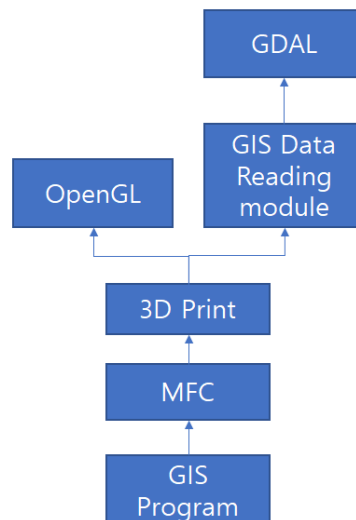 GDAL
OpenGL
GIS Data
Reading
module
3D Print
MFC
GIS
Program